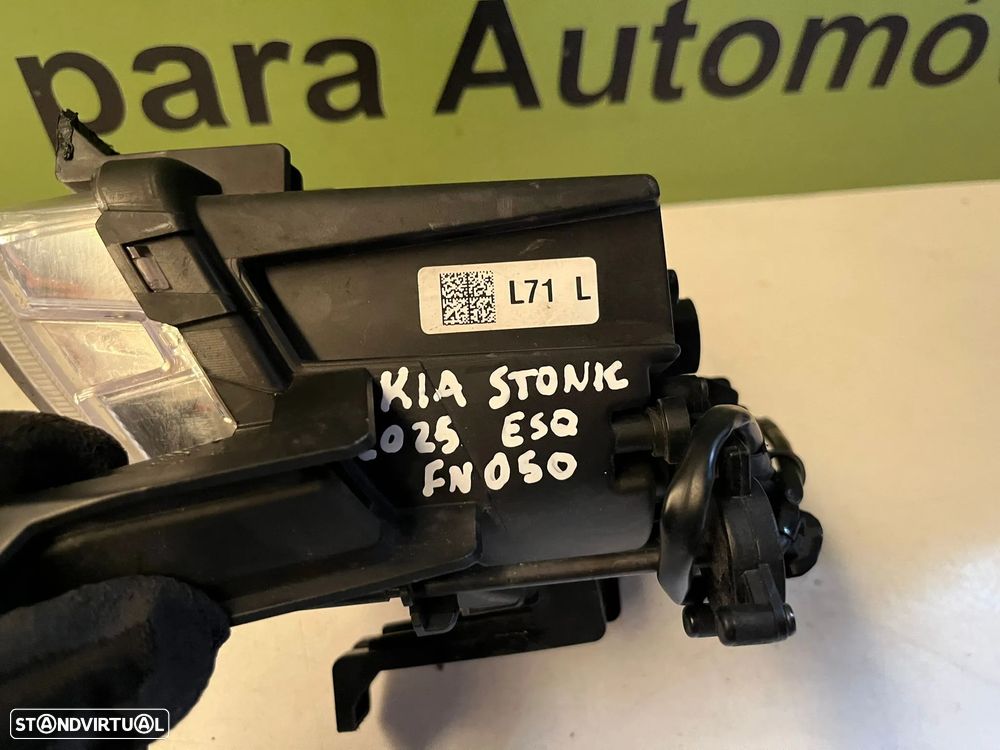 para Automó
L71 L
KIA STONIC
2025 ESQ
FN050
STANDVIRTUAL